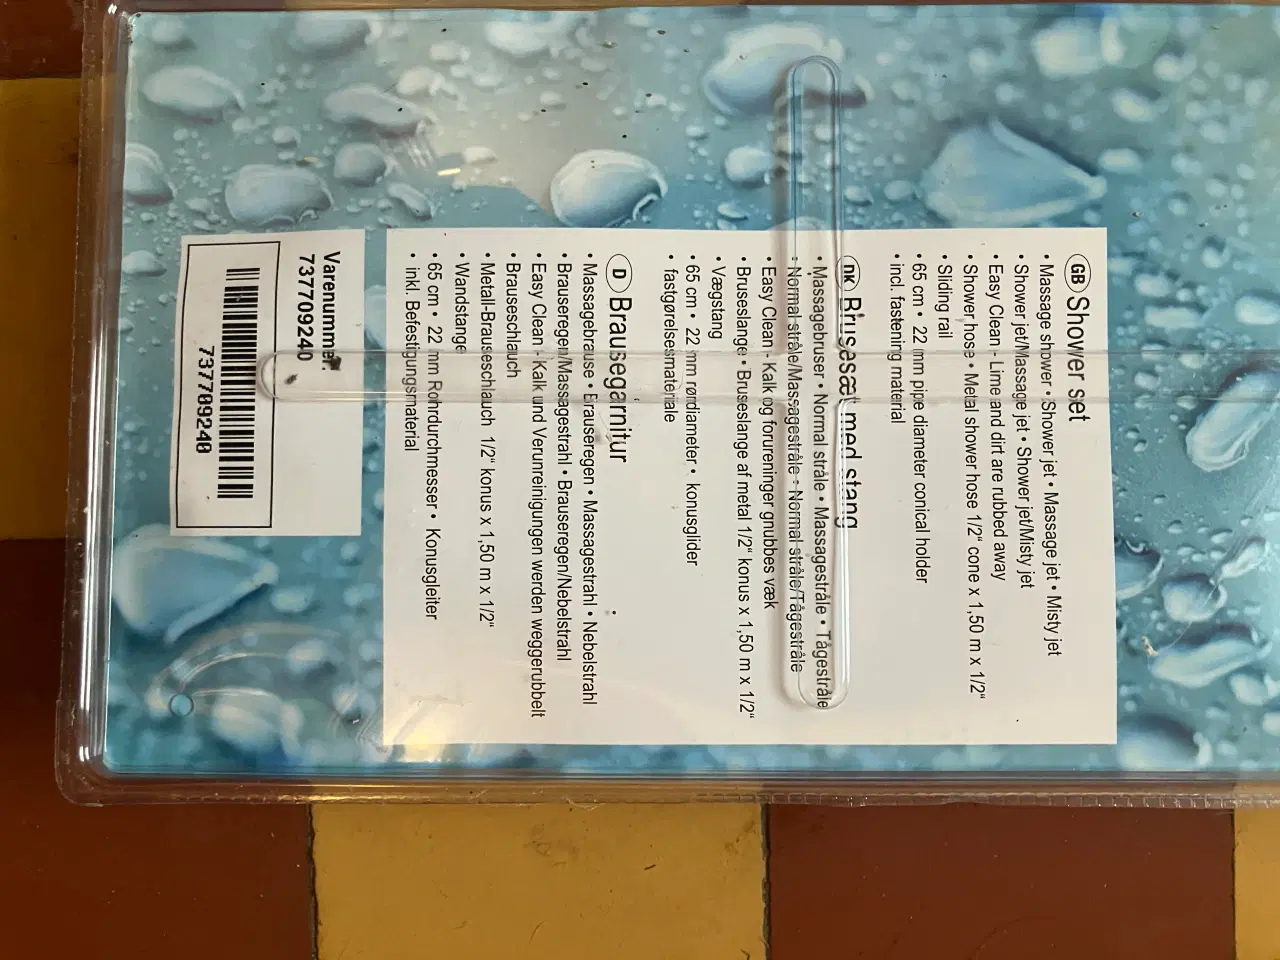 GB Shower set
• Massage shower • Shower jet • Massage jet • Misty jet
• Shower jet/Massage jet • Shower jet/Misty jet
• Easy Clean - Lime and dirt are rubbed away
• Shower hose • Metal shower hose 1/2“ cone x 1,50 m x 1/2“
• Sliding rail
• 65 cm • 22 mm pipe diameter conical holder
• incl. fastening material
DK Brusesæt med stang
• Massagebruser • Normal stråle • Massagestråle • Tågestråle
• Normal stråle/Massagestråle • Normal stråle/Tågestråle
• Easy Clean - Kalk og forureninger gnubbes væk
• Bruseslange • Bruseslange af metal 1/2“ konus x 1,50 m x 1/2“
• Vægstang
• 65 cm • 22 mm rørdiameter • konusglider
• fastgørelsesmateriale
D Brausegarnitur
• Massagebrause • Brauseregen • Massagestrahl • Nebelstrahl
• Brauseregen/Massagestrahl • Brauseregen/Nebelstrahl
• Easy Clean - Kalk und Verunreinigungen werden weggerubbelt
• Brauseschlauch
• Metall-Brauseschlauch 1/2“ konus x 1,50 m x 1/2“
• Wandstange
• 65 cm • 22 mm Rohrdurchmesser • Konusgleiter
• inkl. Befestigungsmaterial
Varenummer:
737709240
737709240